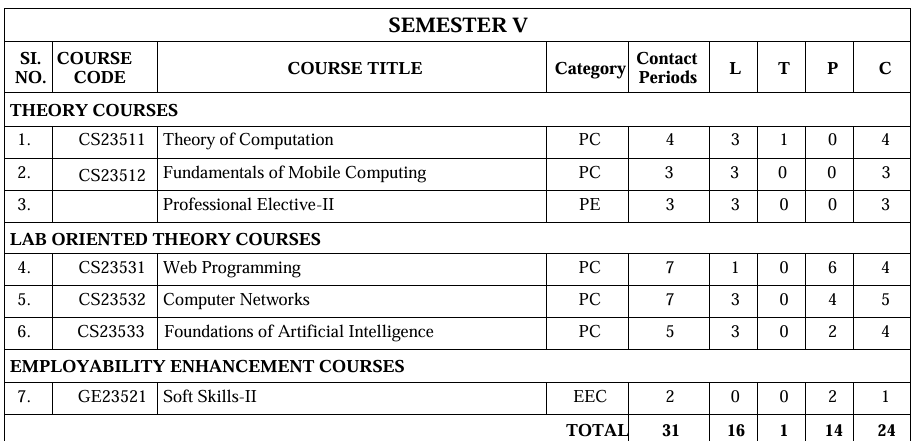 SEMESTER V
SI. NO. COURSE CODE COURSE TITLE Category Contact Periods L T P C
THEORY COURSES
1. CS23511 Theory of Computation PC 4 3 1 0 4
2. CS23512 Fundamentals of Mobile Computing PC 3 3 0 0 3
3. Professional Elective-II PE 3 3 0 0 3
LAB ORIENTED THEORY COURSES
4. CS23531 Web Programming PC 7 1 0 6 4
5. CS23532 Computer Networks PC 7 3 0 4 5
6. CS23533 Foundations of Artificial Intelligence PC 5 3 0 2 4
EMPLOYABILITY ENHANCEMENT COURSES
7. GE23521 Soft Skills-II EEC 2 0 0 2 1
TOTAL 31 16 1 14 24